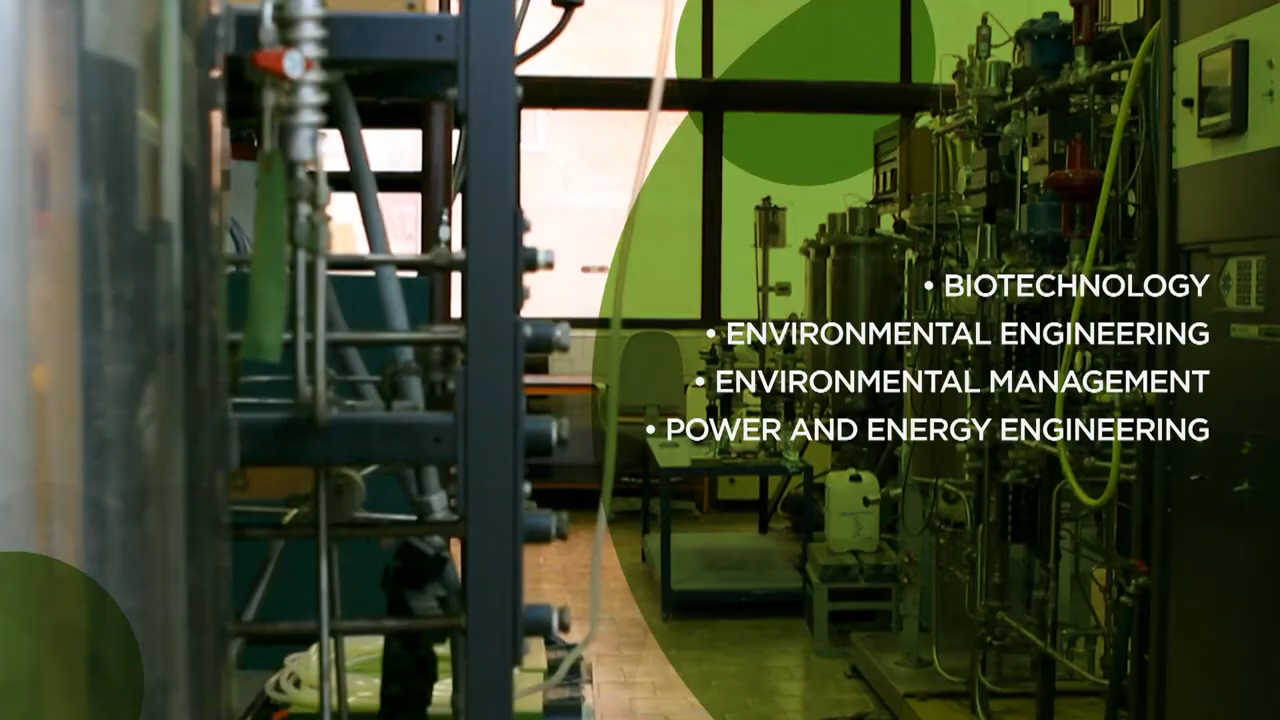 • BIOTECHNOLOGY
• ENVIRONMENTAL ENGINEERING
• ENVIRONMENTAL MANAGEMENT
• POWER AND ENERGY ENGINEERING